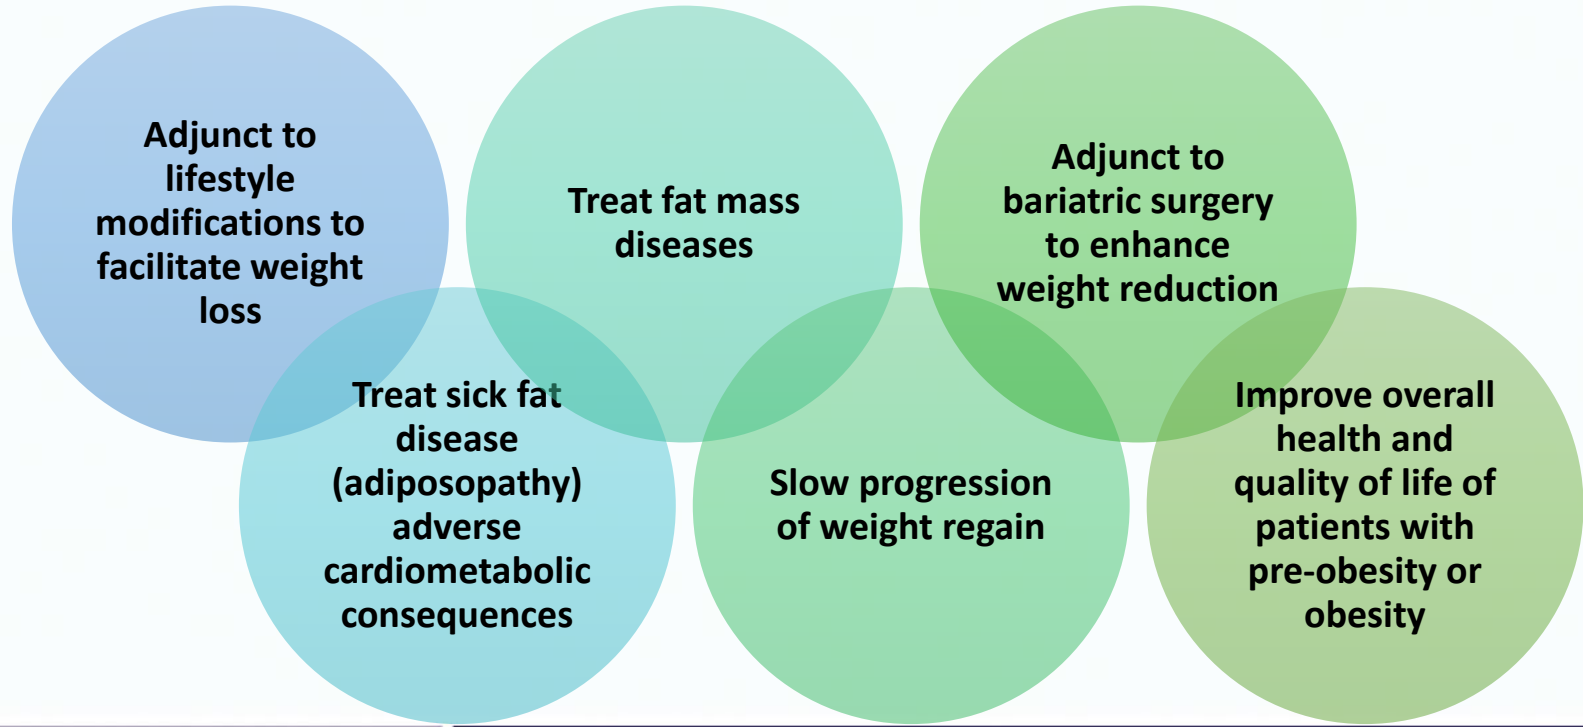 Adjunct to
lifestyle
modifications to
facilitate weight
loss
Treat sick fat
disease
(adiposopathy)
adverse
cardiometabolic
consequences
Treat fat mass
diseases
Slow progression
of weight regain
Adjunct to
bariatric surgery
to enhance
weight reduction
Improve overall
health and
quality of life of
patients with
pre-obesity or
obesity